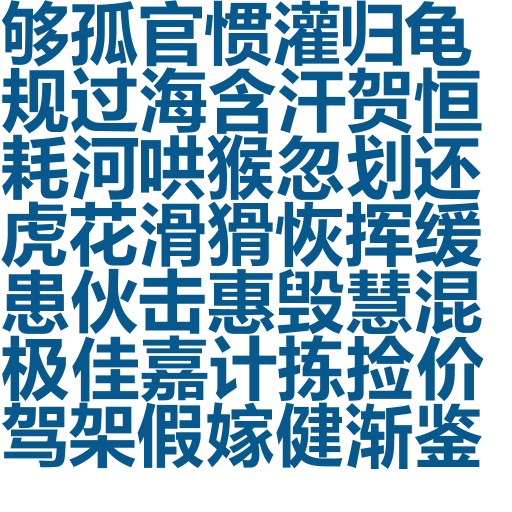 够孤官惯灌归龟
规过海含汗贺恒
耗河哄猴忽划还
虎花滑猾恢挥缓
患伙击惠毁慧混
极佳嘉计拣捡价
驾架假嫁健渐鉴